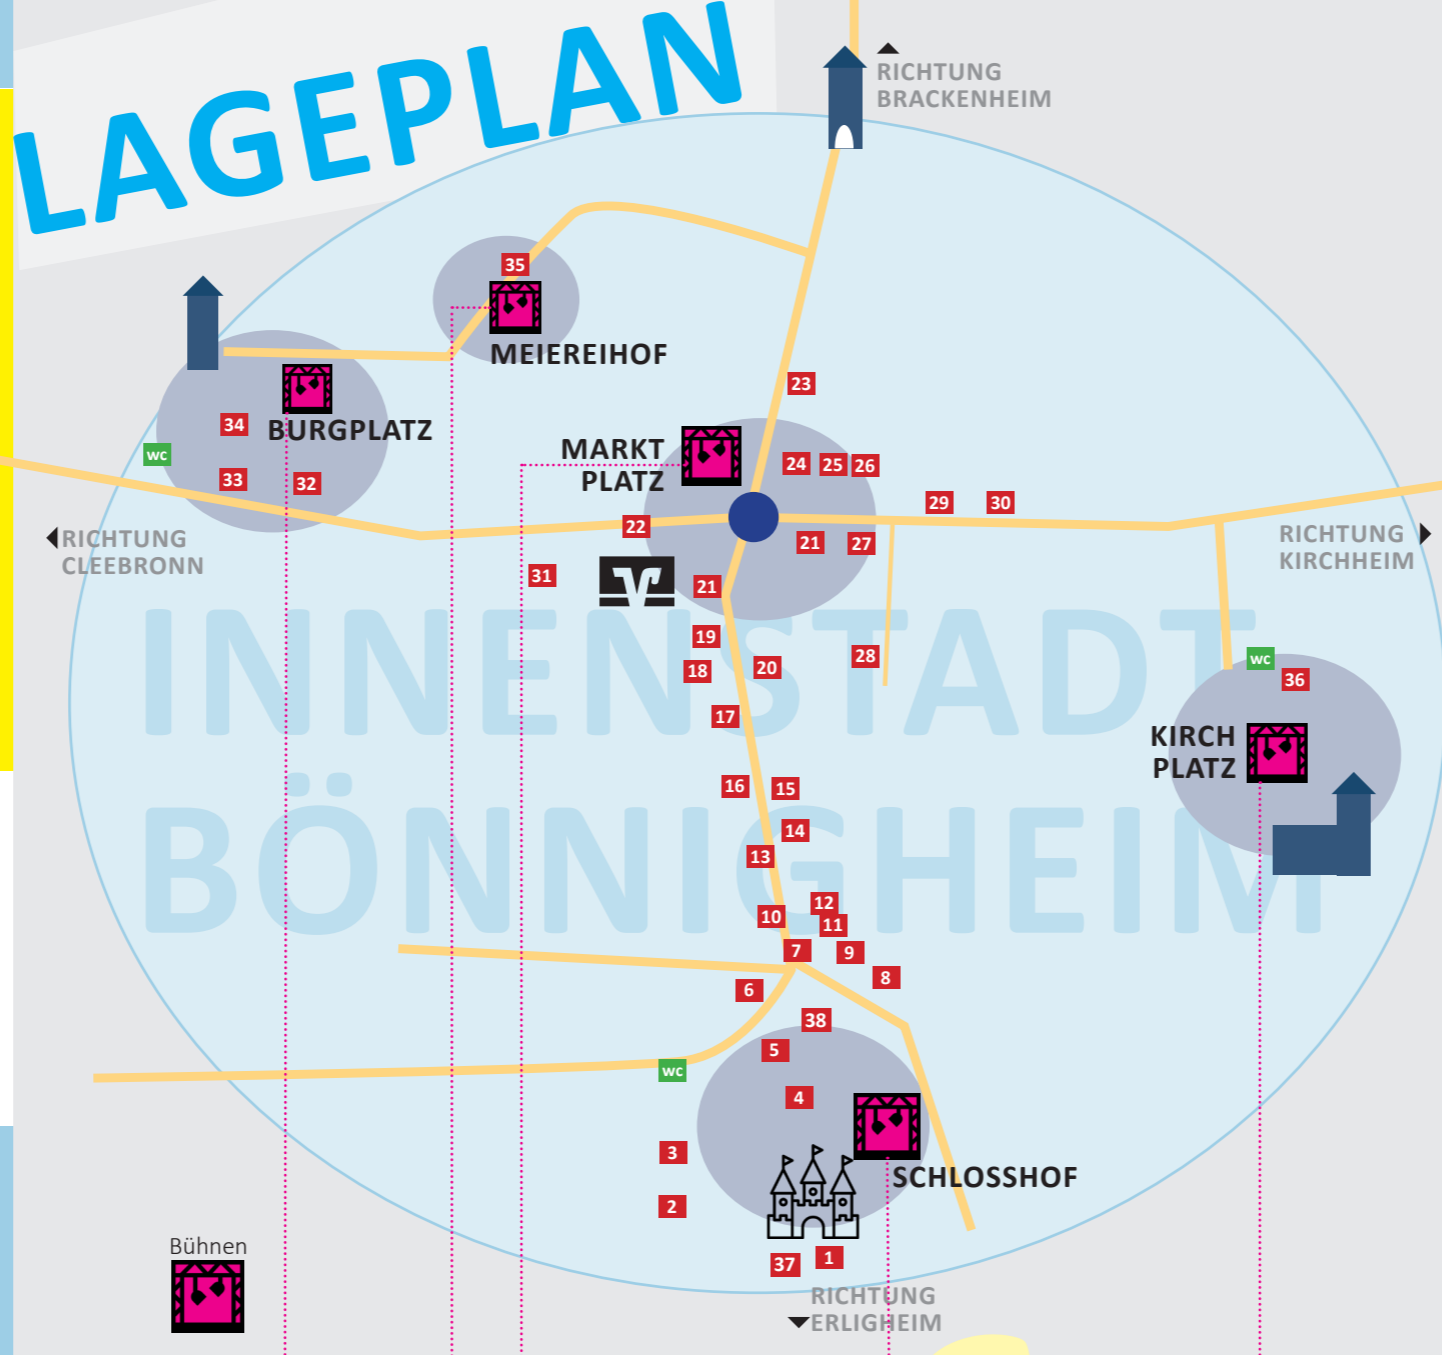 LAGEPLAN
RICHTUNG
BRACKENHEIM
35
MEIEREIHOF
23
34
BURGPLATZ
wc
33
32
MARKT
PLATZ
24
25
26
29
30
22
21
27
RICHTUNG
CLEEBRONN
RICHTUNG
KIRCHHEIM
31
21
INNENSTADT
BÖNNIGHEIM
19
18
20
28
17
wc
36
KIRCH
PLATZ
16
15
14
13
12
10
11
7
9
8
6
38
5
wc
4
3
SCHLOSSHOF
2
37
1
Bühnen
RICHTUNG
ERLIGHEIM